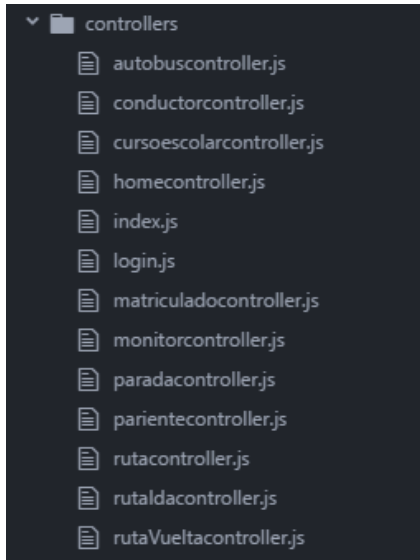 controllers
autobuscontroller.js
conductorcontroller.js
cursoescolarcontroller.js
homecontroller.js
index.js
login.js
matriculadocontroller.js
monitorcontroller.js
paradacontroller.js
parientecontroller.js
rutacontroller.js
rutaIdacontroller.js
rutaVueltacontroller.js